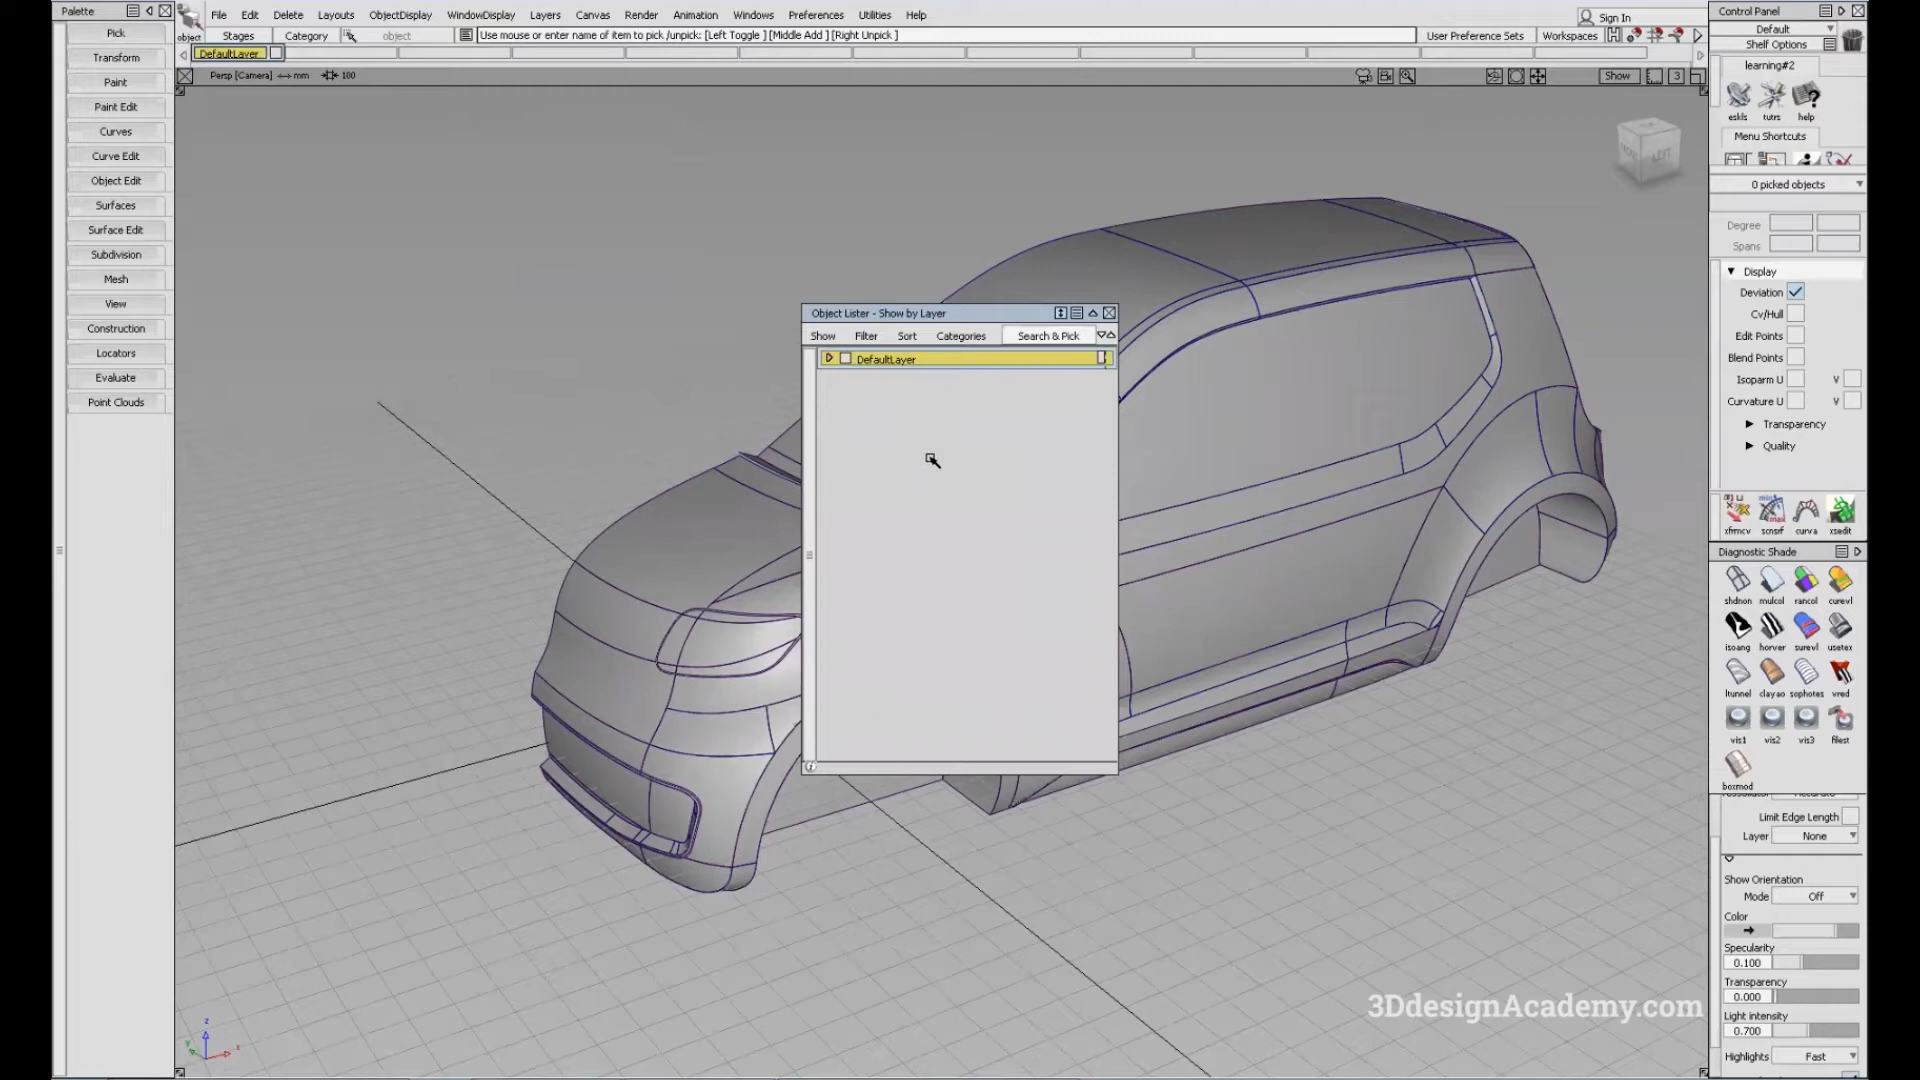 Palette
Pick
Transform
Paint
Paint Edit
Curves
Curve Edit
Object Edit
Surfaces
Surface Edit
Subdivision
Mesh
View
Construction
Locators
Evaluate
Point Clouds
object
File Edit Delete Layouts ObjectDisplay WindowDisplay Layers Canvas Render Animation Windows Preferences Utilities Help
Sign In
Stages Category object Use mouse or enter name of item to pick /unpick: [Left Toggle ] [Middle Add ] [Right Unpick ] User Preference Sets Workspaces
DefaultLayer
Persp [Camera] mm 100 Show 3
LEFT
Object Lister - Show by Layer
Show Filter Sort Categories Search & Pick
DefaultLayer
3DdesignAcademy.com
z
y
x
Control Panel
Default
Shelf Options
learning#2
eskls tutrs help
Menu Shortcuts
0 picked objects
Degree
Spans
Display
Deviation
Cv/Hull
Edit Points
Blend Points
Isoparm U V
Curvature U V
Transparency
Quality
xfrmcv scnsrf curva xsedit
Diagnostic Shade
shdnon mulcol rancol curevl
isoang horver surevl usetex
ltunnel clayao sophotes vred
vis1 vis2 vis3 filest
boxmod
Limit Edge Length
Layer None
Show Orientation
Mode Off
Color
Specularity
0.100
Transparency
0.000
Light intensity
0.700
Highlights Fast